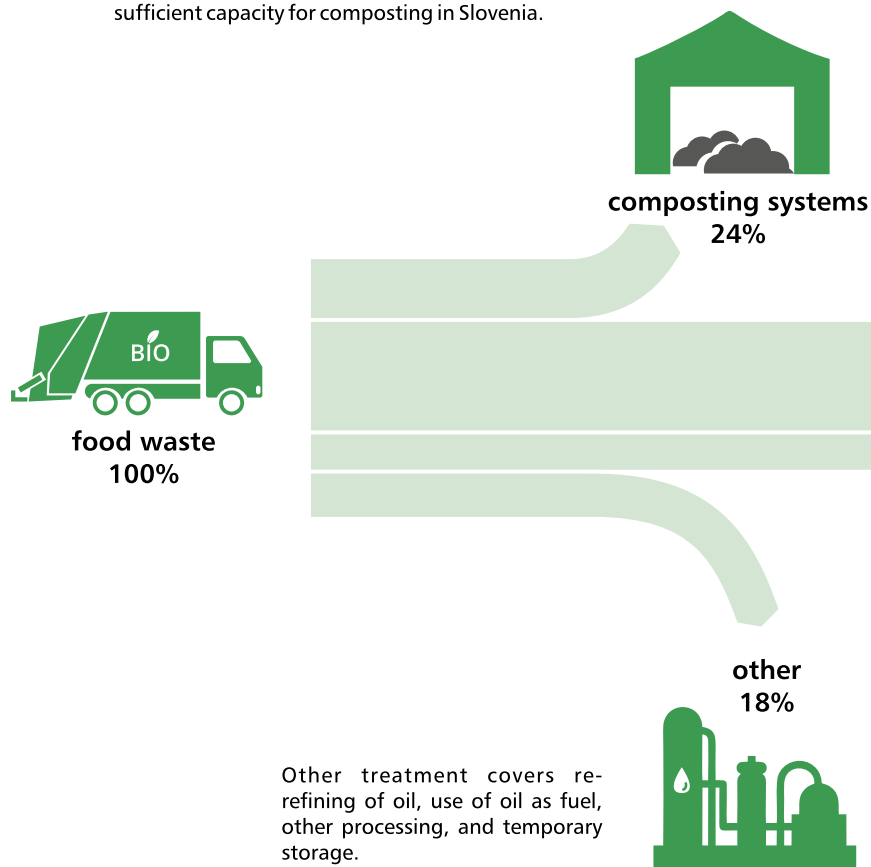 sufficient capacity for composting in Slovenia.
composting systems
24%
BIO
food waste
100%
other
18%
Other treatment covers re-
refining of oil, use of oil as fuel,
other processing, and temporary
storage.